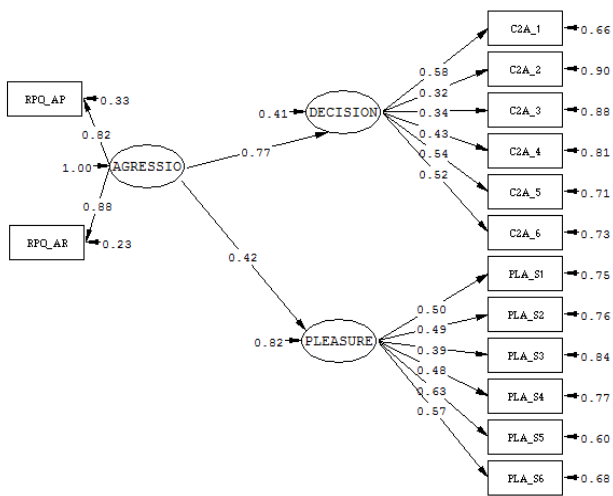 C2A_1
0.66
C2A_2
0.90
C2A_3
0.88
C2A_4
0.81
C2A_5
0.71
C2A_6
0.73
0.58
0.32
0.34
0.43
0.54
0.52
0.41
DECISION
RPQ_AP
0.33
0.82
0.77
1.00
AGRESSIO
0.88
RPQ_AR
0.23
0.42
0.82
PLEASURE
0.50
0.49
0.39
0.48
0.63
0.57
PLA_S1
0.75
PLA_S2
0.76
PLA_S3
0.84
PLA_S4
0.77
PLA_S5
0.60
PLA_S6
0.68